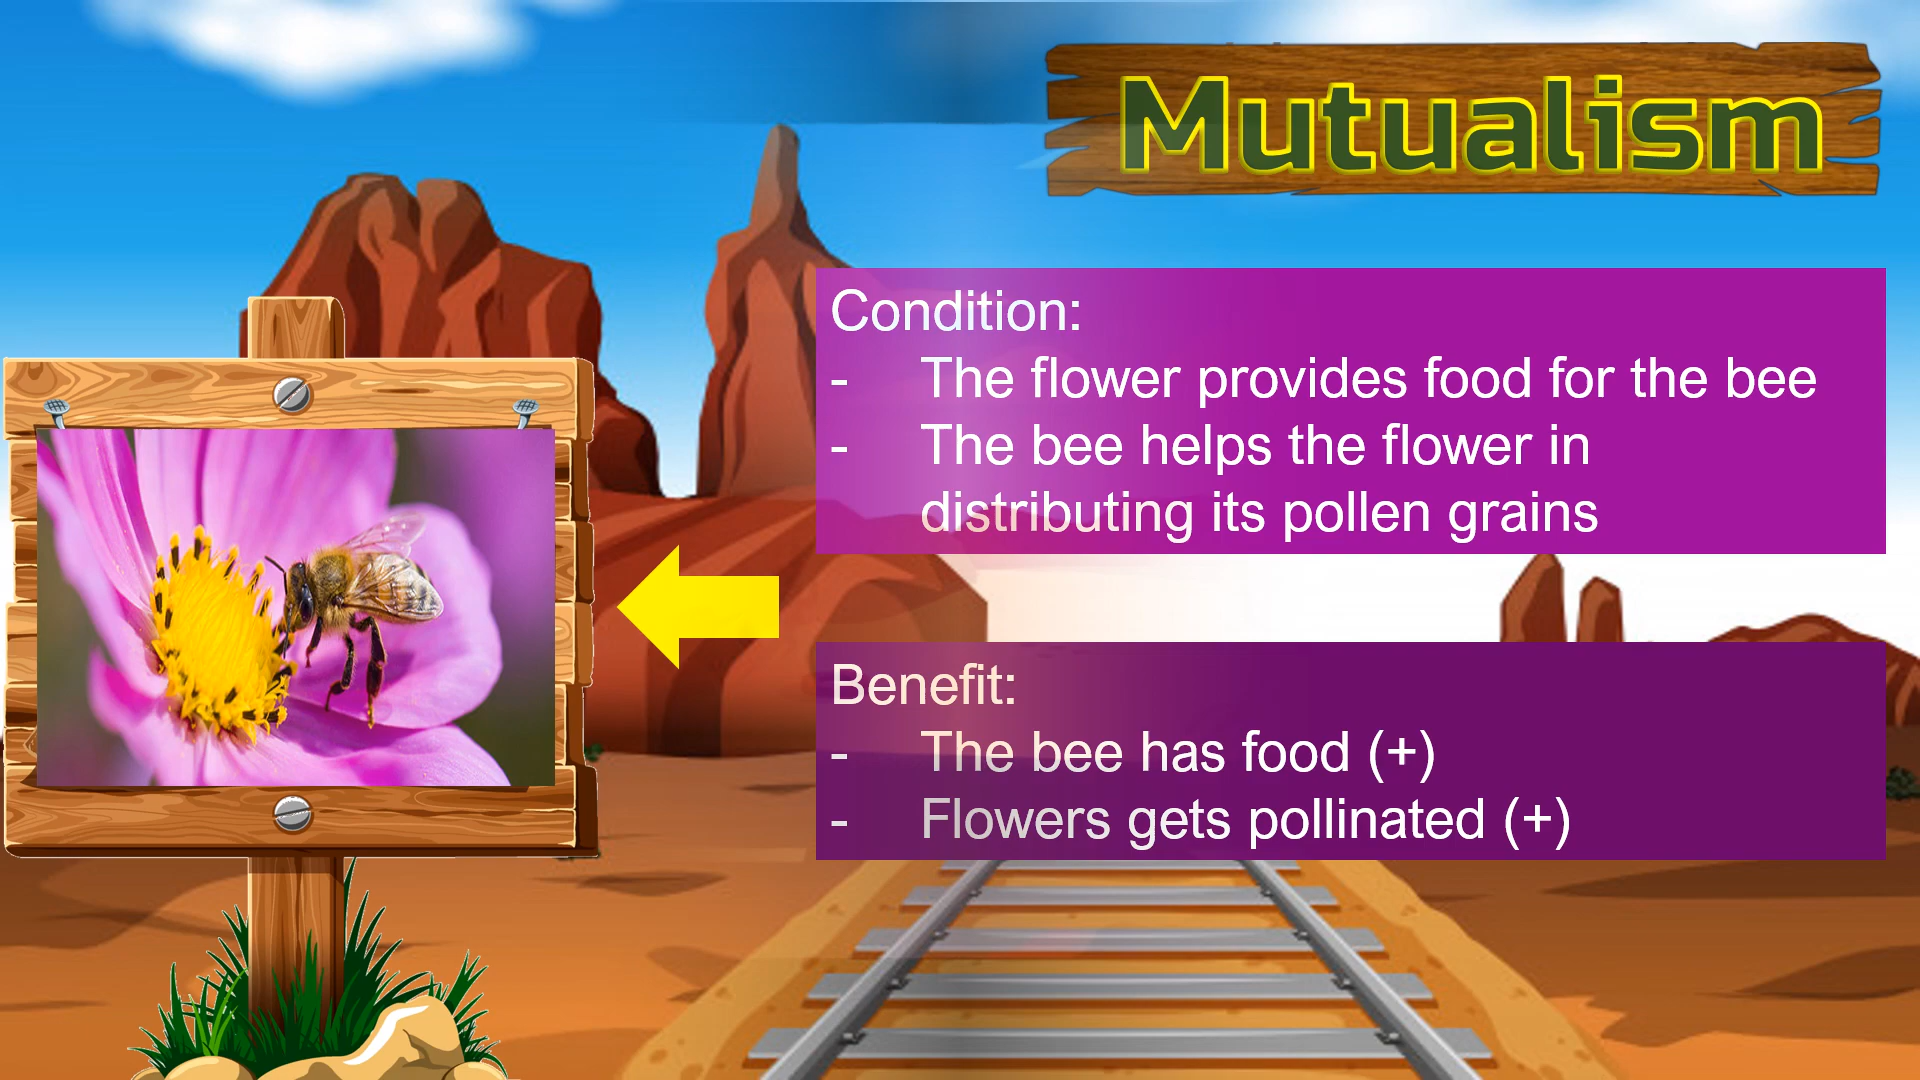 Mutualism
Condition:
- The flower provides food for the bee
- The bee helps the flower in
distributing its pollen grains
Benefit:
- The bee has food (+)
- Flowers gets pollinated (+)